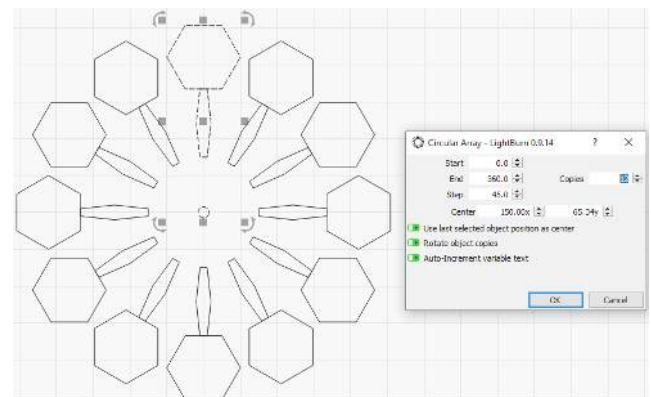 Circular Array - LightBurn 0.9.14 ? ×
Start 0.0
End 360.0 Copies 12
Step 45.0
Center 150.00x 65.34y
Use last selected object position as center
Rotate object copies
Auto-Increment variable text
OK Cancel